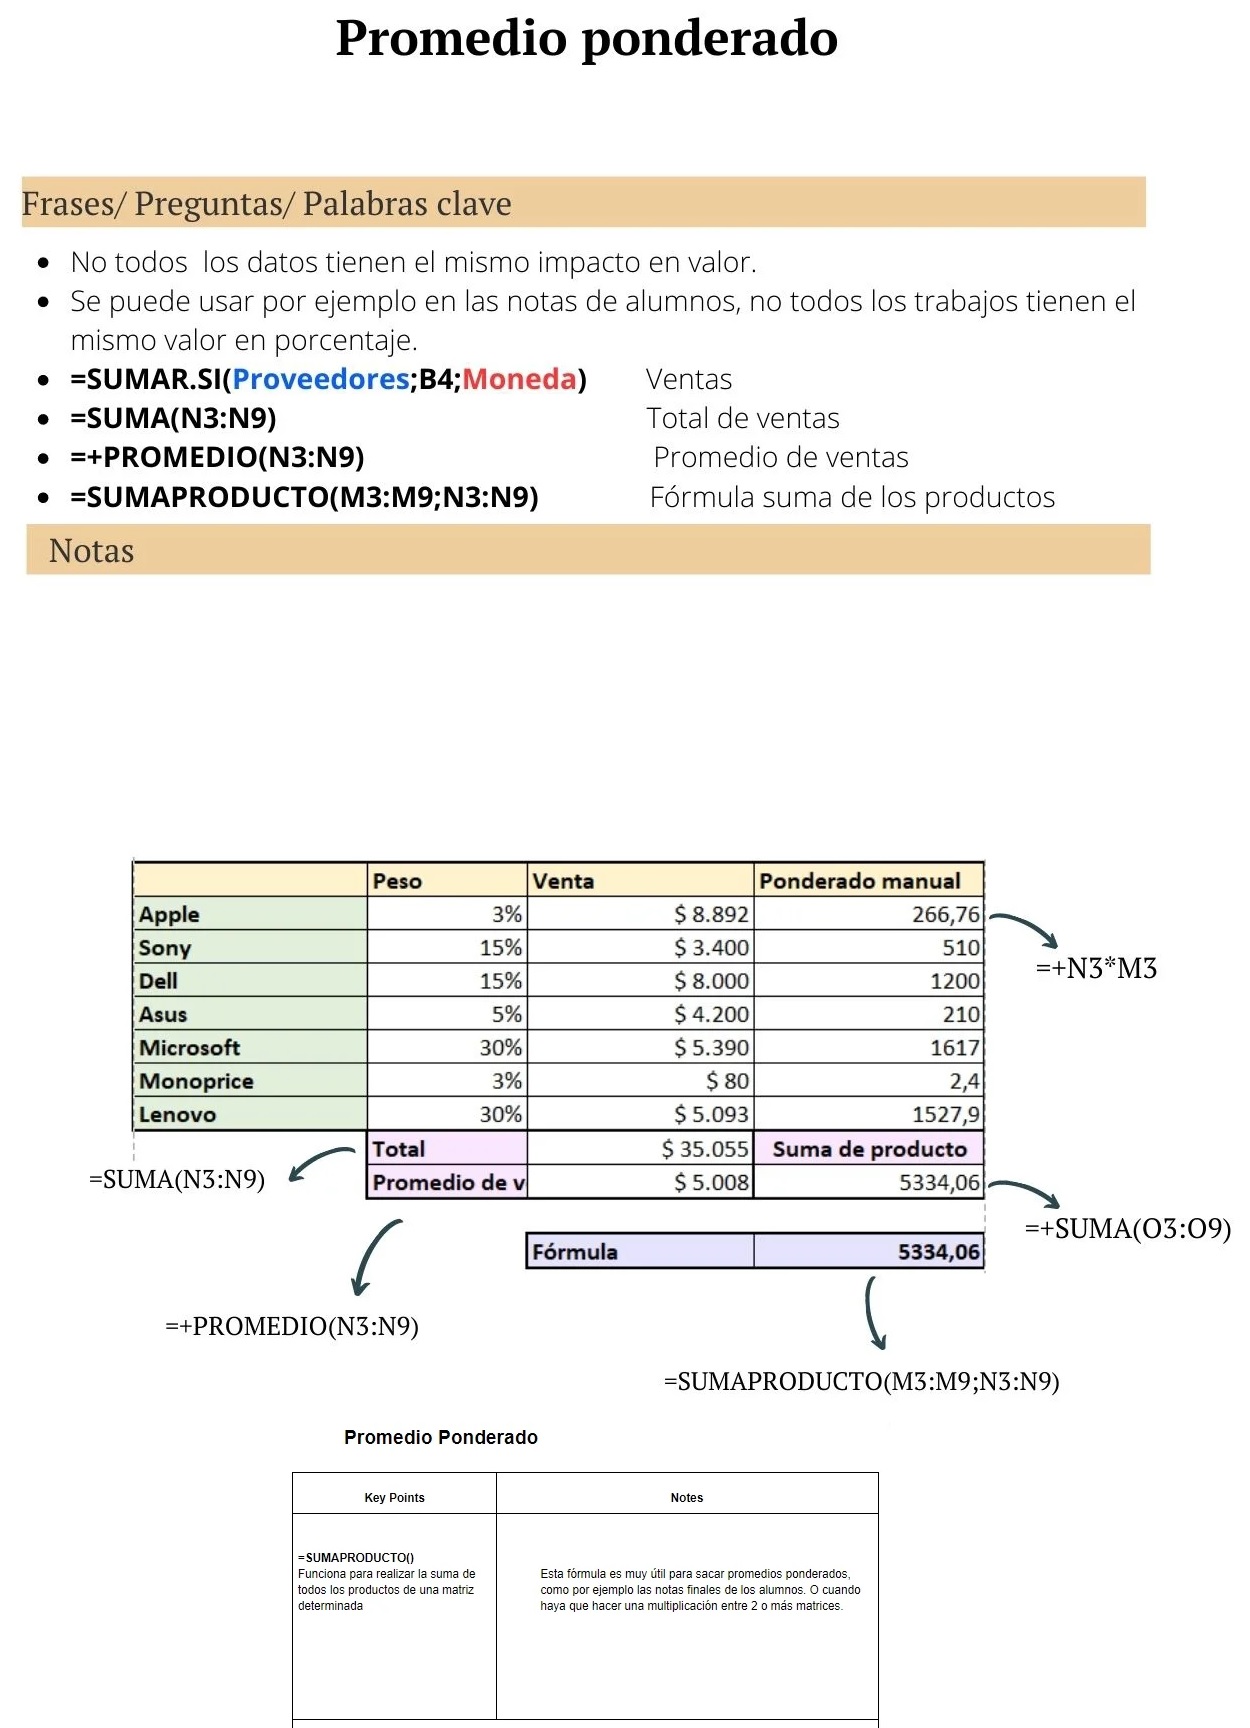 Promedio ponderado
Frases/ Preguntas/ Palabras clave
• No todos los datos tienen el mismo impacto en valor.
• Se puede usar por ejemplo en las notas de alumnos, no todos los trabajos tienen el
mismo valor en porcentaje.
• =SUMAR.SI(Proveedores;B4;Moneda) Ventas
• =SUMA(N3:N9) Total de ventas
• =+PROMEDIO(N3:N9) Promedio de ventas
• =SUMAPRODUCTO(M3:M9;N3:N9) Fórmula suma de los productos
Notas
Peso Venta Ponderado manual
Apple 3% $ 8.892 266,76
Sony 15% $ 3.400 510
=+N3*M3
Dell 15% $ 8.000 1200
Asus 5% $ 4.200 210
Microsoft 30% $ 5.390 1617
Monoprice 3% $ 80 2,4
Lenovo 30% $ 5.093 1527,9
Total $ 35.055 Suma de producto
=SUMA(N3:N9)
Promedio de v $ 5.008 5334,06
=+SUMA(O3:O9)
Fórmula 5334,06
=+PROMEDIO(N3:N9)
=SUMAPRODUCTO(M3:M9;N3:N9)
Promedio Ponderado
Key Points Notes
=SUMAPRODUCTO()
Funciona para realizar la suma de
todos los productos de una matriz
determinada
Esta fórmula es muy útil para sacar promedios ponderados,
como por ejemplo las notas finales de los alumnos. O cuando
haya que hacer una multiplicación entre 2 o más matrices.